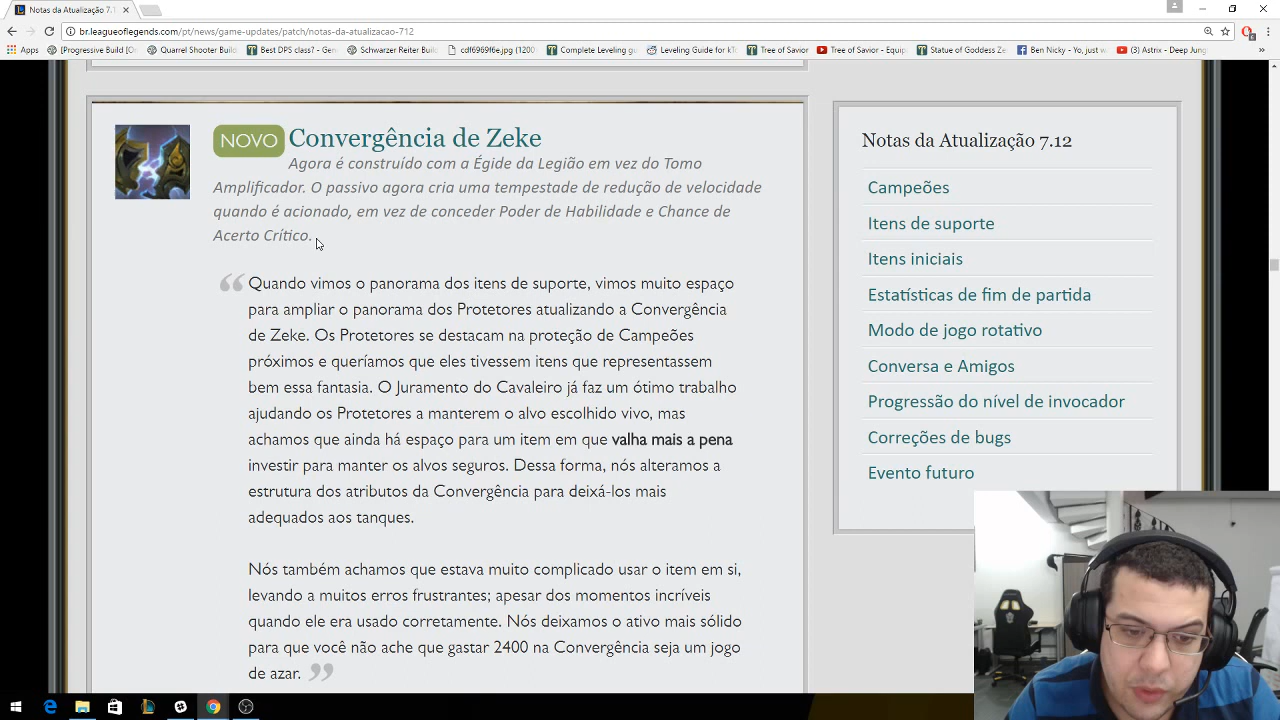 Notas da Atualização 7.1
br.leagueoflegends.com/pt/news/game-updates/patch/notas-da-atualizacao-712
Apps
[Progressive Build] [Co
Quarrel Shooter Build
Best DPS class? - Gene
Schwarzer Reiter Build
cdf6969f6e.jpg (1200
Complete Leveling gui
Leveling Guide for kTo
Tree of Savior
Tree of Savior - Equip
Statue of Goddess Ze
Ben Nicky - Yo, just w
(3) Astrix - Deep Jung
NOVO Convergência de Zeke
Agora é construído com a Égide da Legião em vez do Tomo
Amplificador. O passivo agora cria uma tempestade de redução de velocidade
quando é acionado, em vez de conceder Poder de Habilidade e Chance de
Acerto Crítico.
“ Quando vimos o panorama dos itens de suporte, vimos muito espaço
para ampliar o panorama dos Protetores atualizando a Convergência
de Zeke. Os Protetores se destacam na proteção de Campeões
próximos e queríamos que eles tivessem itens que representassem
bem essa fantasia. O Juramento do Cavaleiro já faz um ótimo trabalho
ajudando os Protetores a manterem o alvo escolhido vivo, mas
achamos que ainda há espaço para um item em que valha mais a pena
investir para manter os alvos seguros. Dessa forma, nós alteramos a
estrutura dos atributos da Convergência para deixá-los mais
adequados aos tanques.
Nós também achamos que estava muito complicado usar o item em si,
levando a muitos erros frustrantes; apesar dos momentos incríveis
quando ele era usado corretamente. Nós deixamos o ativo mais sólido
para que você não ache que gastar 2400 na Convergência seja um jogo
de azar. ”
Notas da Atualização 7.12
Campeões
Itens de suporte
Itens iniciais
Estatísticas de fim de partida
Modo de jogo rotativo
Conversa e Amigos
Progressão do nível de invocador
Correções de bugs
Evento futuro